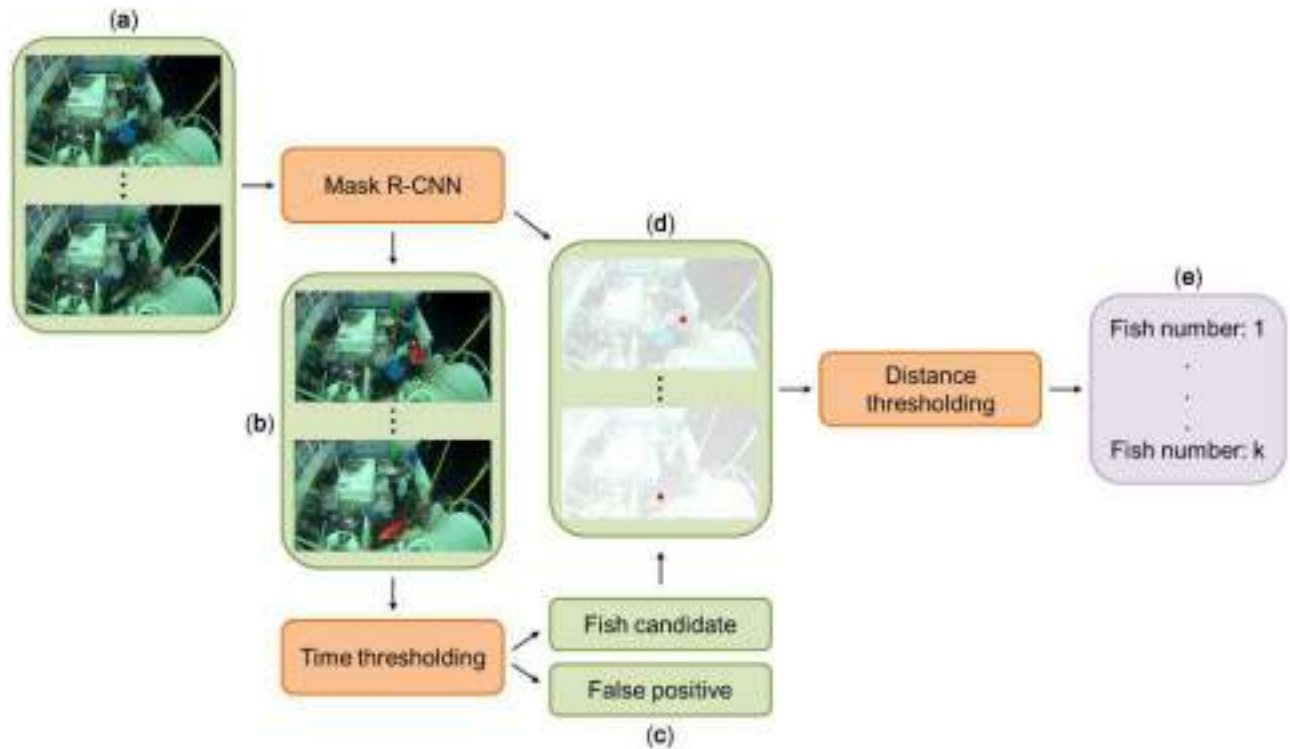 (a)
Mask R-CNN
(d)
(e)
Fish number: 1
.
.
.
Fish number: k
Distance
thresholding
(b)
Time thresholding
Fish candidate
False positive
(c)